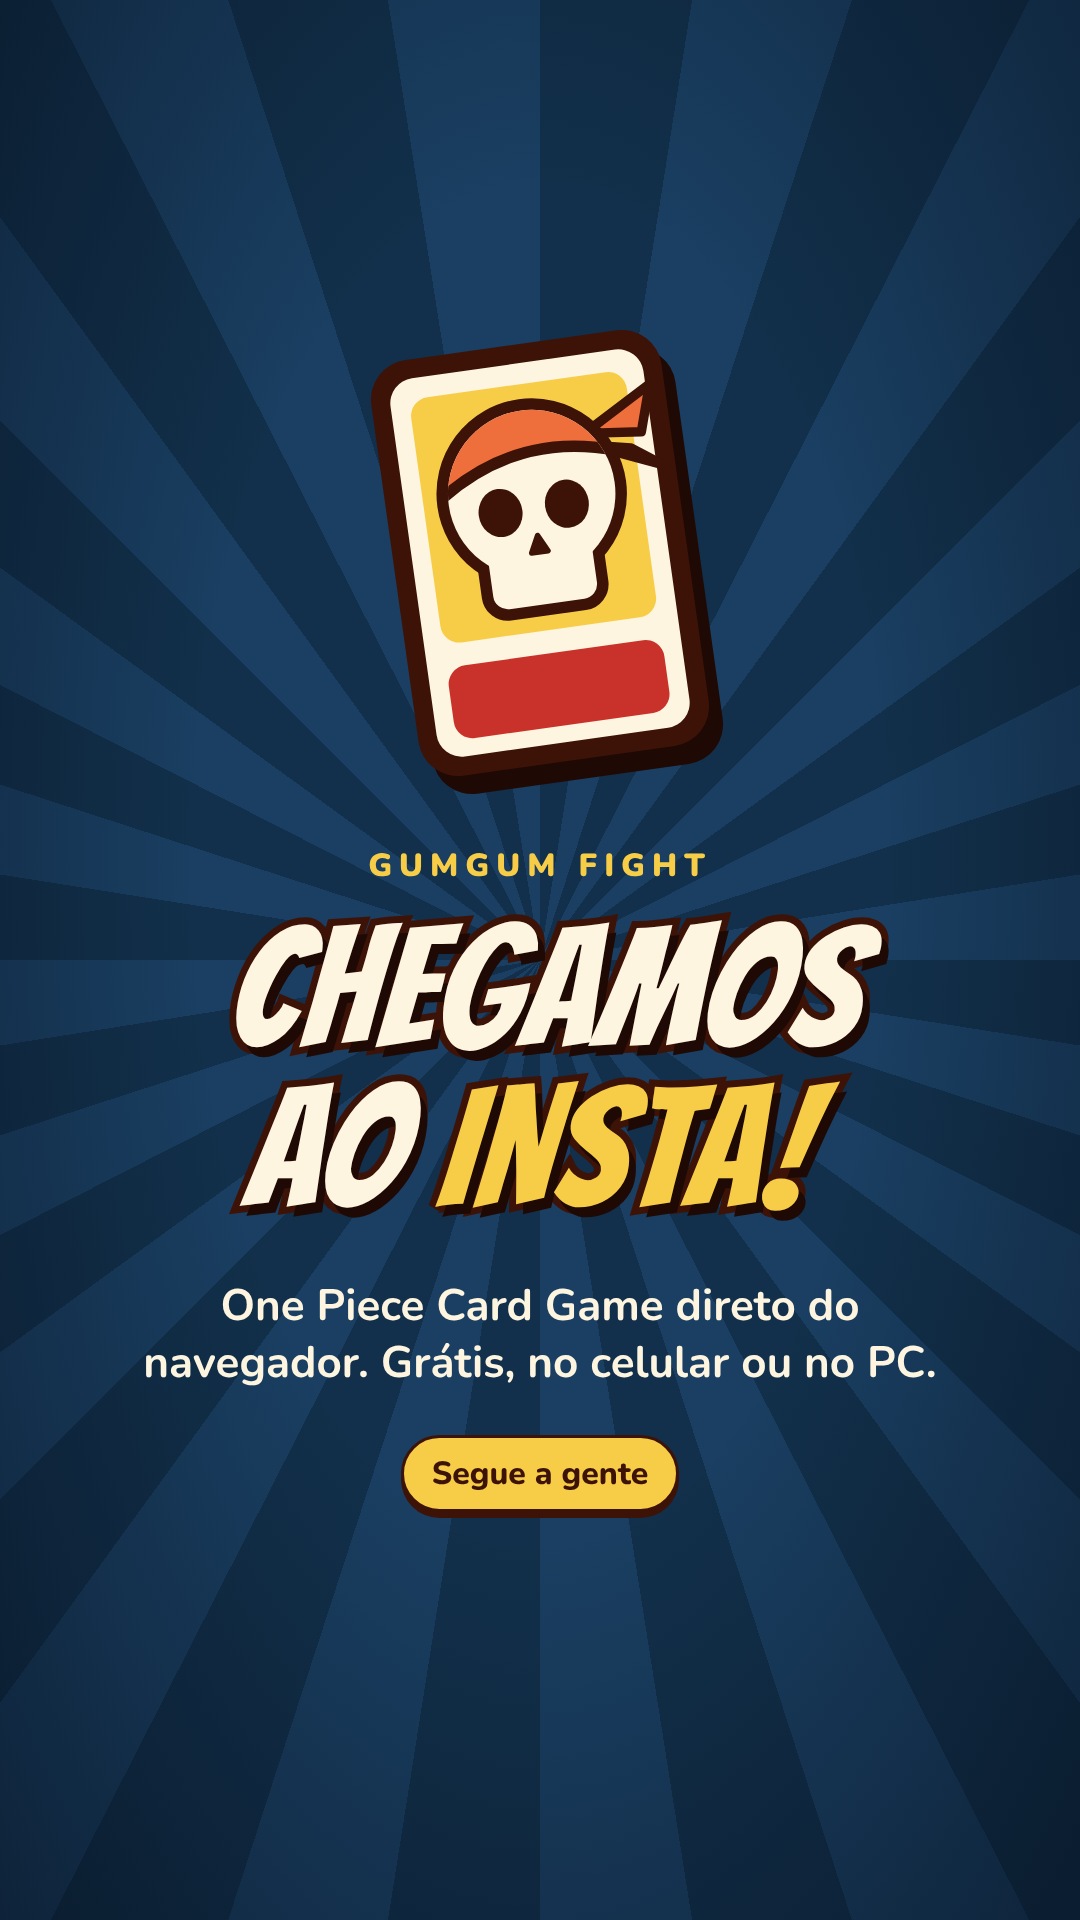 GUMGUM FIGHT
CHEGAMOS
AO INSTA!
One Piece Card Game direto do
navegador. Grátis, no celular ou no PC.
Segue a gente